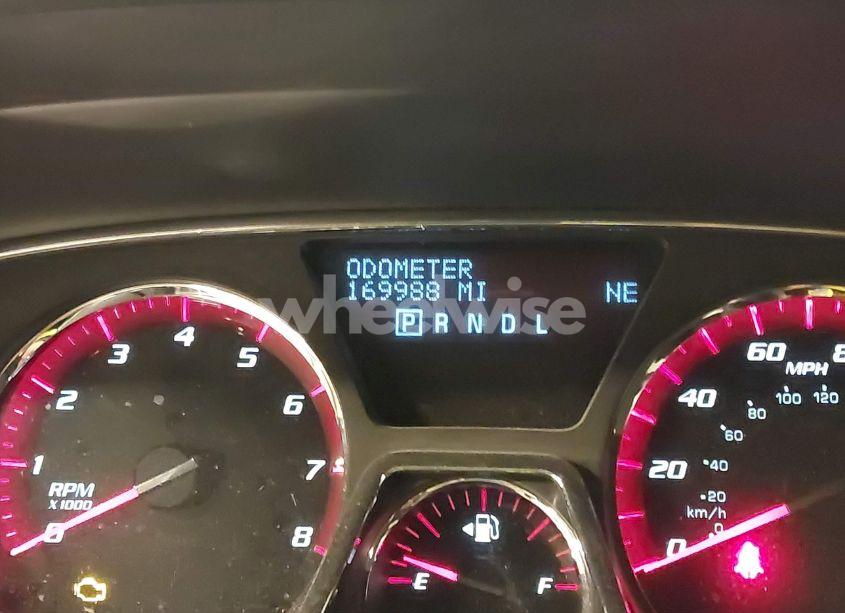 ODOMETER
169988 MI NE
P R N D L
wheelwise
0 1 2 3 4 5 6 7 8
RPM
X1000
E F
0 20 40 60 8
MPH
0 20 40 60 80 100 120
km/h